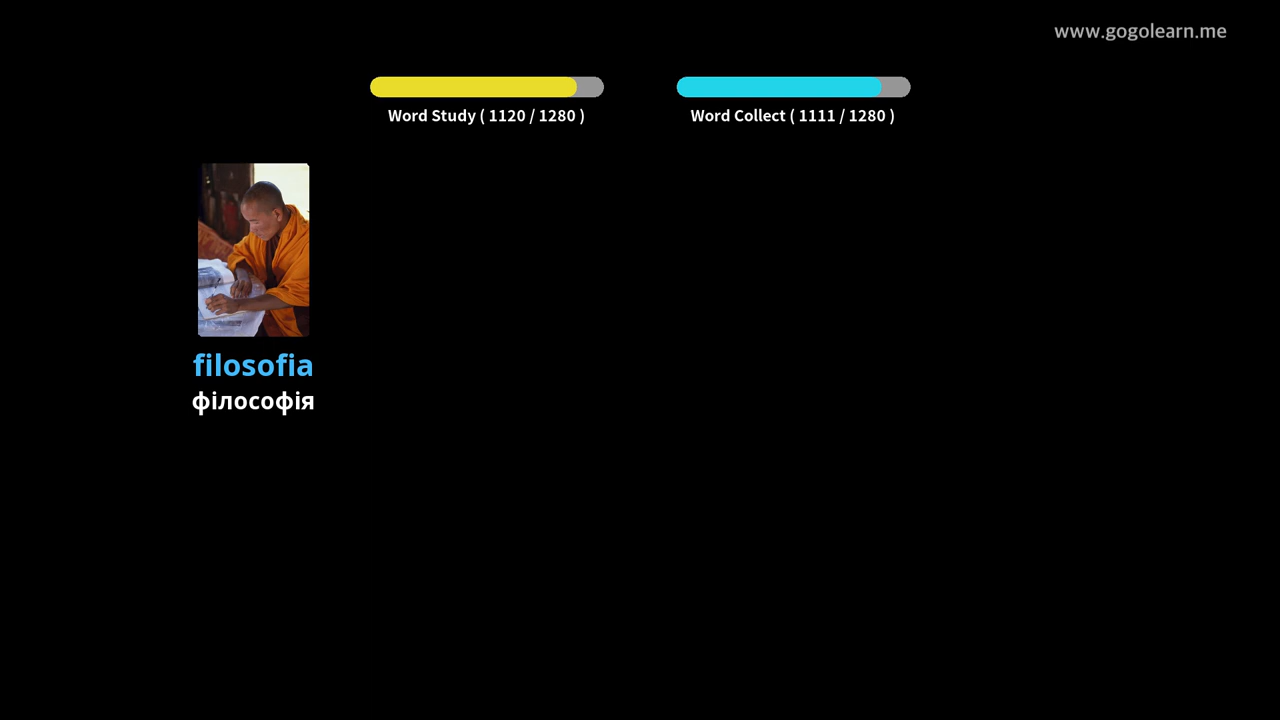 www.gogolearn.me
Word Study ( 1120 / 1280 )
Word Collect ( 1111 / 1280 )
filosofia
філософія